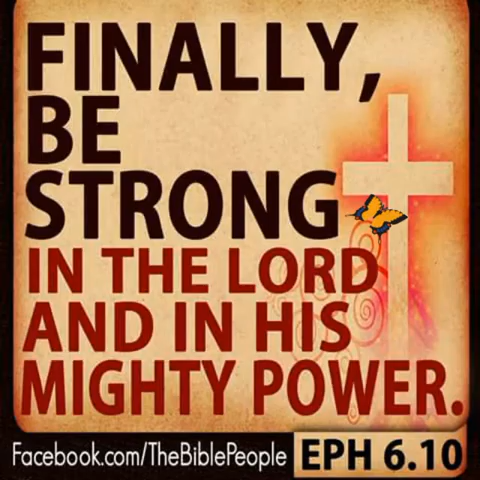 FINALLY,
BE
STRONG
IN THE LORD
AND IN HIS
MIGHTY POWER.
Facebook.com/TheBiblePeople EPH 6.10